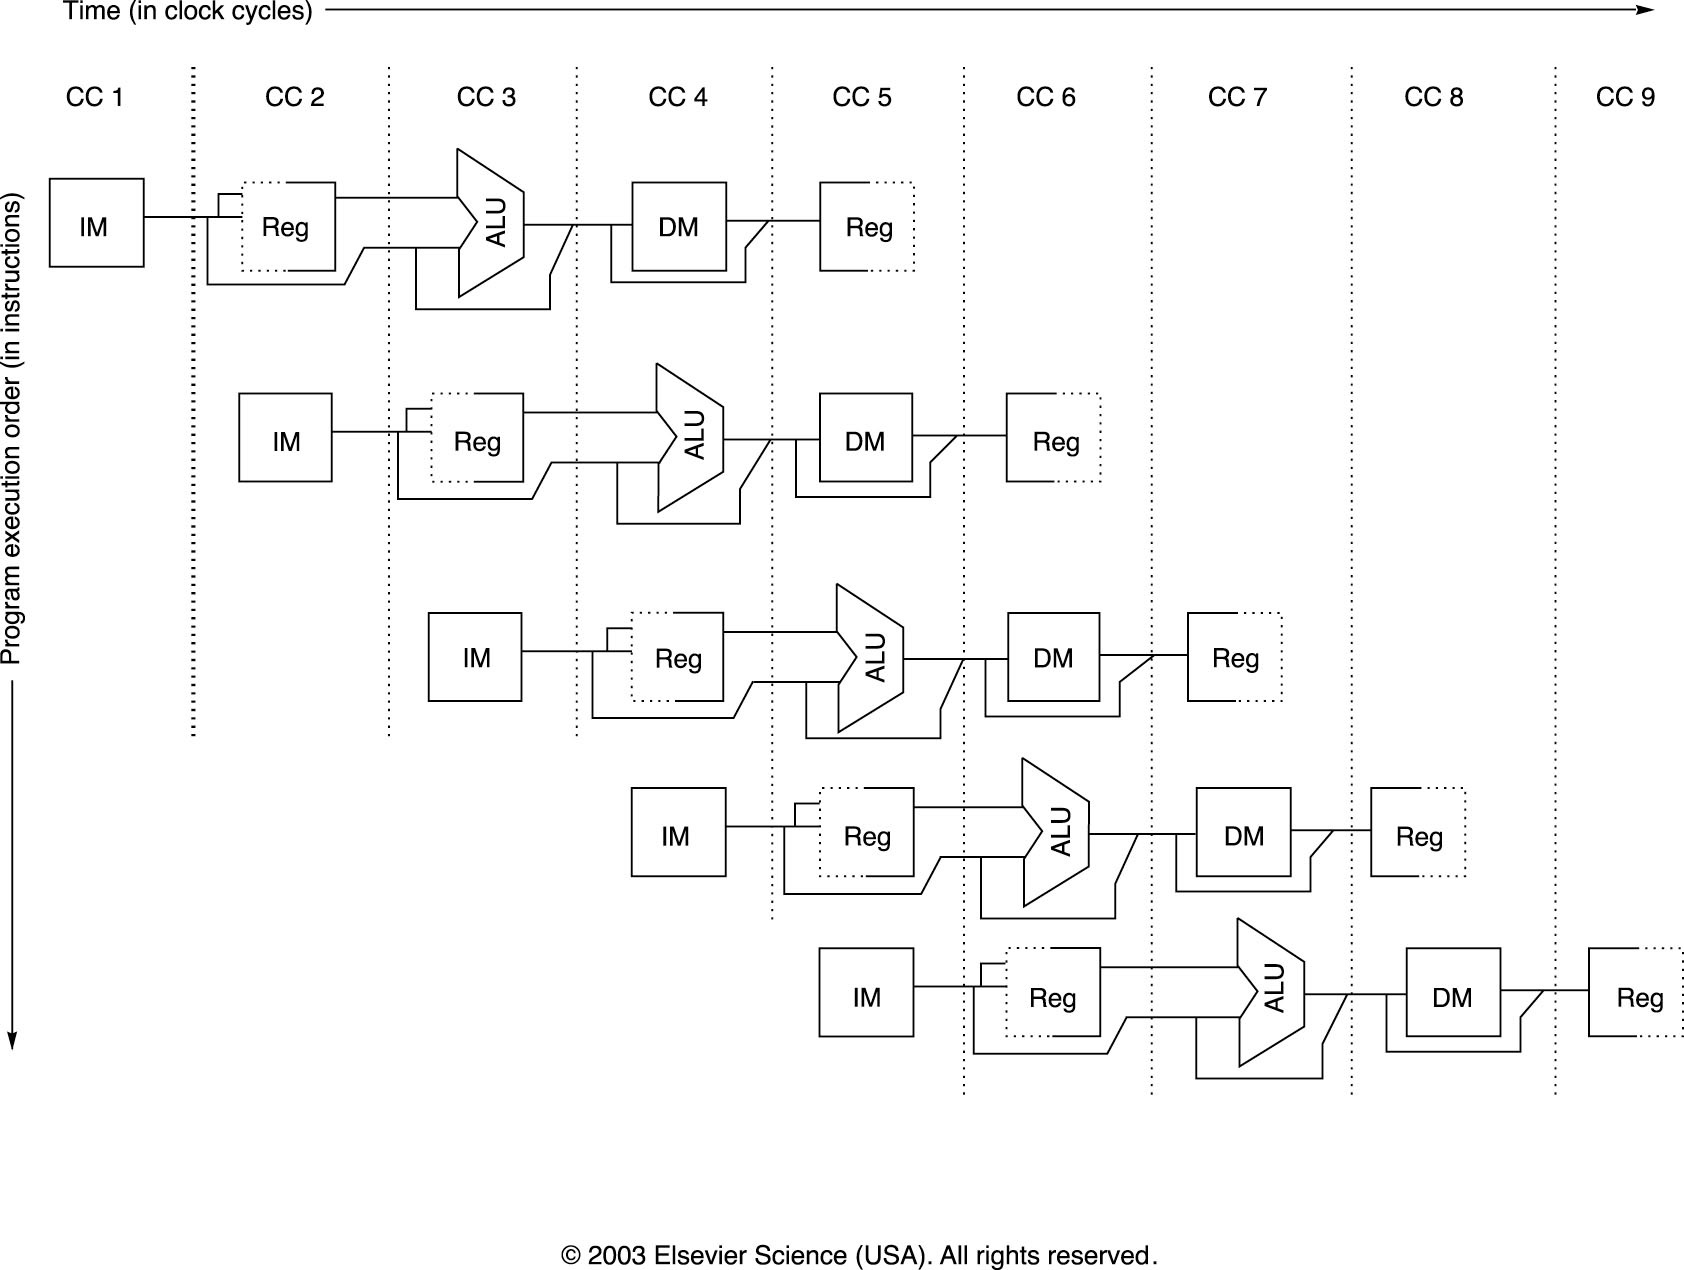 Time (in clock cycles)
CC 1
CC 2
CC 3
CC 4
CC 5
CC 6
CC 7
CC 8
CC 9
Program execution order (in instructions)
IM
Reg
ALU
DM
Reg
IM
Reg
ALU
DM
Reg
IM
Reg
ALU
DM
Reg
IM
Reg
ALU
DM
Reg
IM
Reg
ALU
DM
Reg
© 2003 Elsevier Science (USA). All rights reserved.